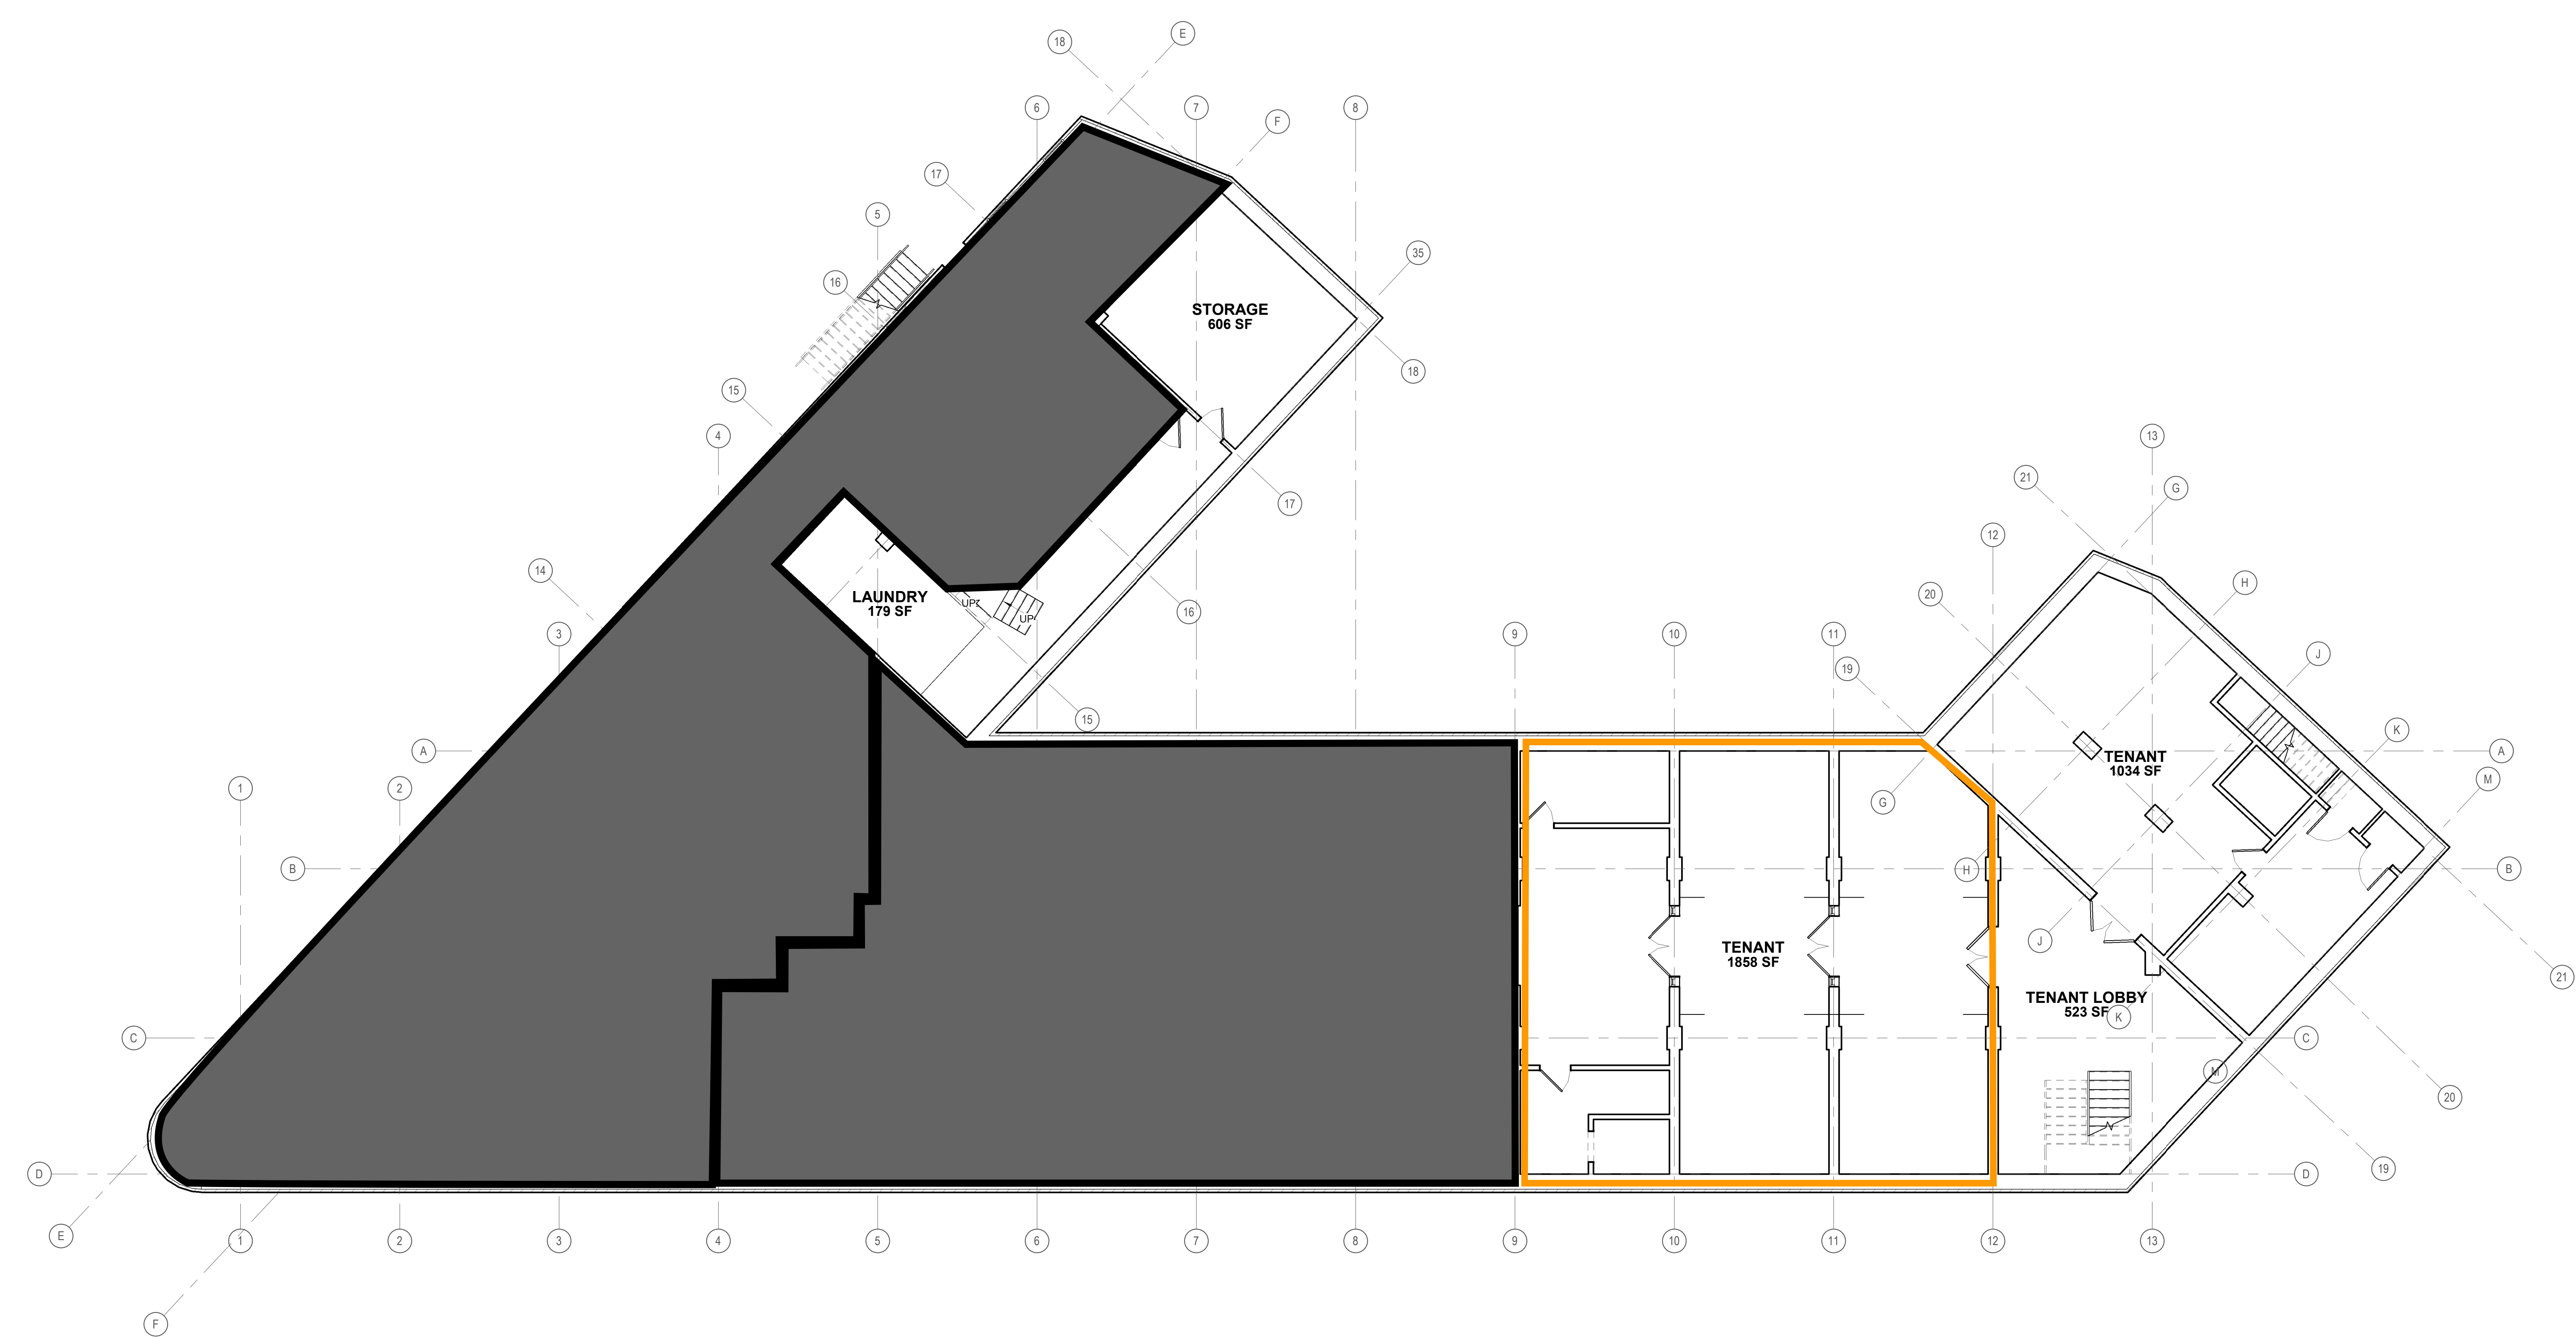 E
18
6
7
8
F
17
5
35
16
STORAGE
606 SF
18
15
4
13
21
G
17
12
14
H
20
LAUNDRY
179 SF
UP
UP
16
3
9
10
11
J
19
15
K
A
A
TENANT
1034 SF
M
1
2
G
B
H
B
J
TENANT
1858 SF
21
TENANT LOBBY
523 SF
K
C
C
M
20
D
D
19
E
1
2
3
4
5
6
7
8
9
10
11
12
13
F